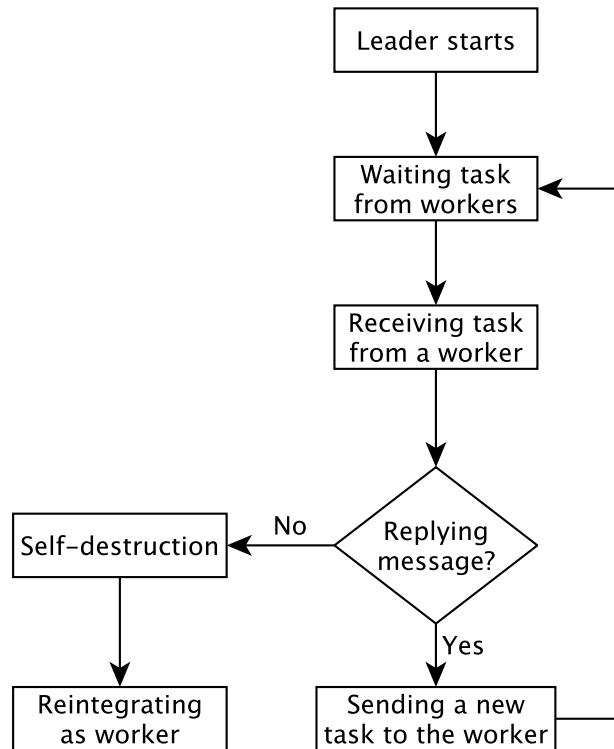 Leader starts
Waiting task
from workers
Receiving task
from a worker
Replying
message?
No
Self-destruction
Yes
Reintegrating
as worker
Sending a new
task to the worker